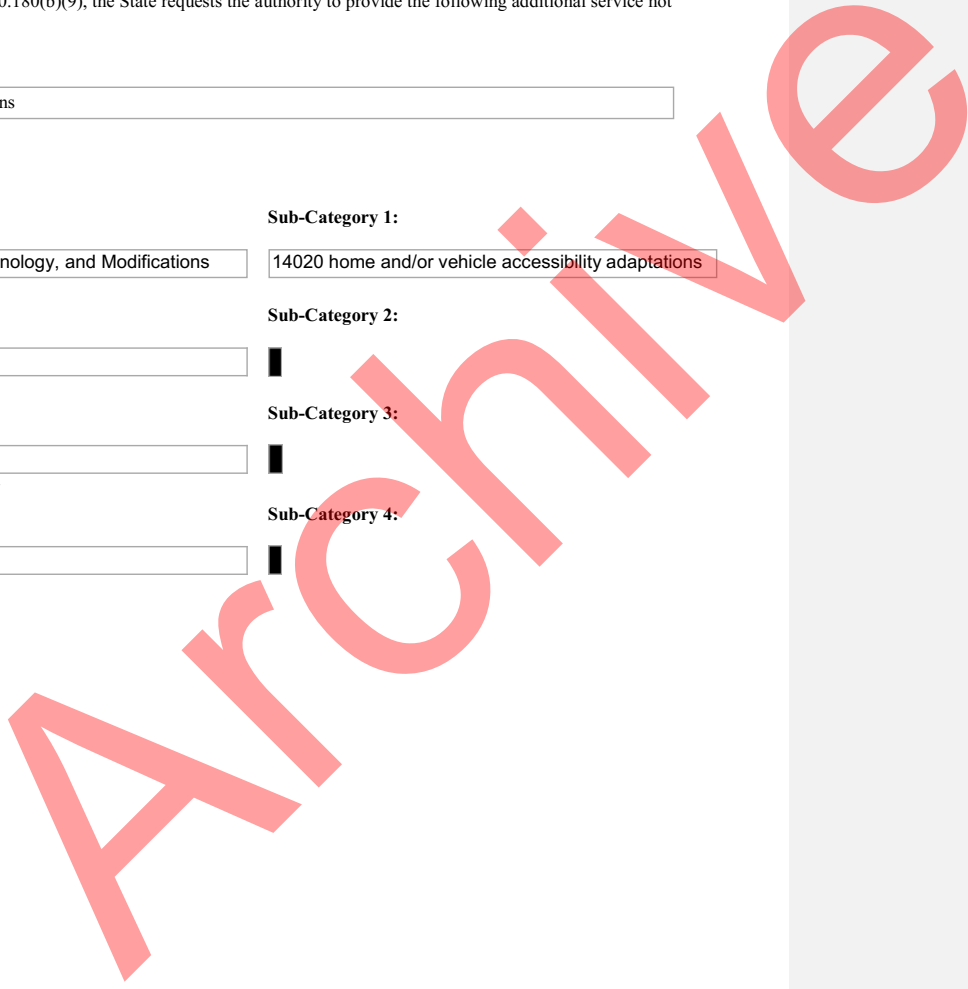 0.180(b)(9), the State requests the authority to provide the following additional service not
ns
Sub-Category 1:
nology, and Modifications 14020 home and/or vehicle accessibility adaptations
Sub-Category 2:
Sub-Category 3:
Sub-Category 4:
Archive